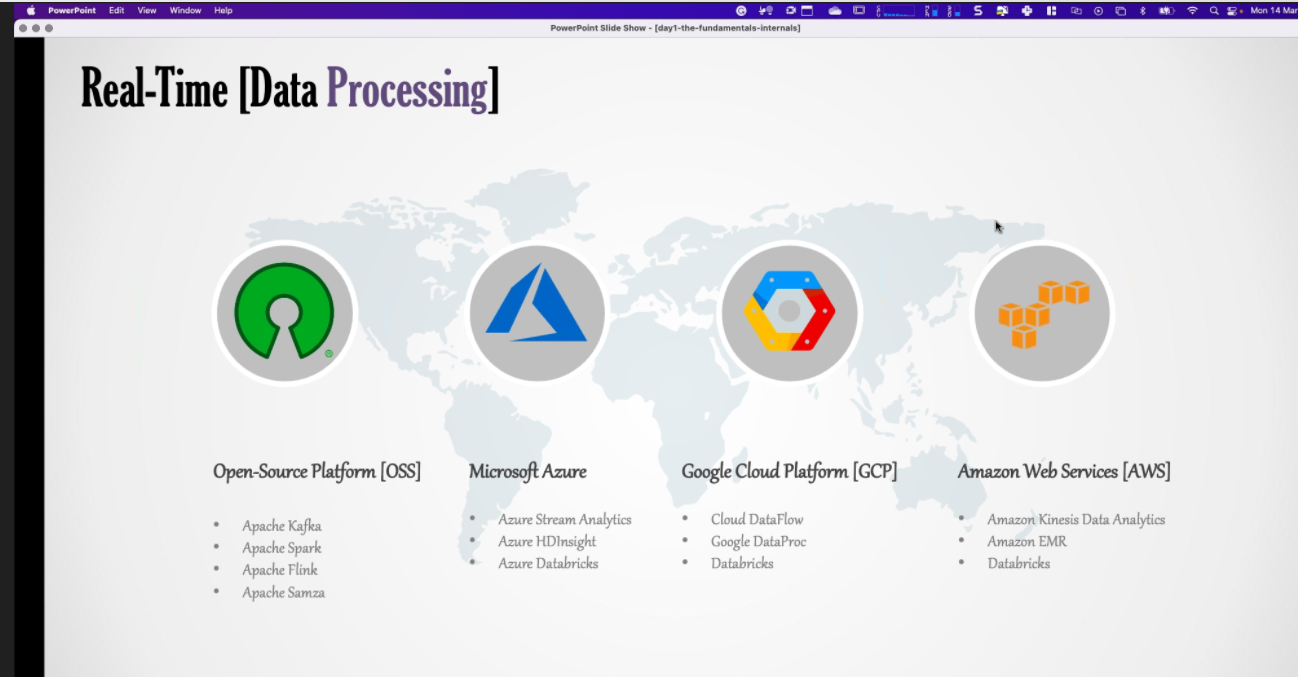 PowerPoint Edit View Window Help Mon 14 Mar
PowerPoint Slide Show - [day1-the-fundamentals-internals]
Real-Time [Data Processing]
Open-Source Platform [OSS]
Apache Kafka
Apache Spark
Apache Flink
Apache Samza
Microsoft Azure
Azure Stream Analytics
Azure HDInsight
Azure Databricks
Google Cloud Platform [GCP]
Cloud DataFlow
Google DataProc
Databricks
Amazon Web Services [AWS]
Amazon Kinesis Data Analytics
Amazon EMR
Databricks